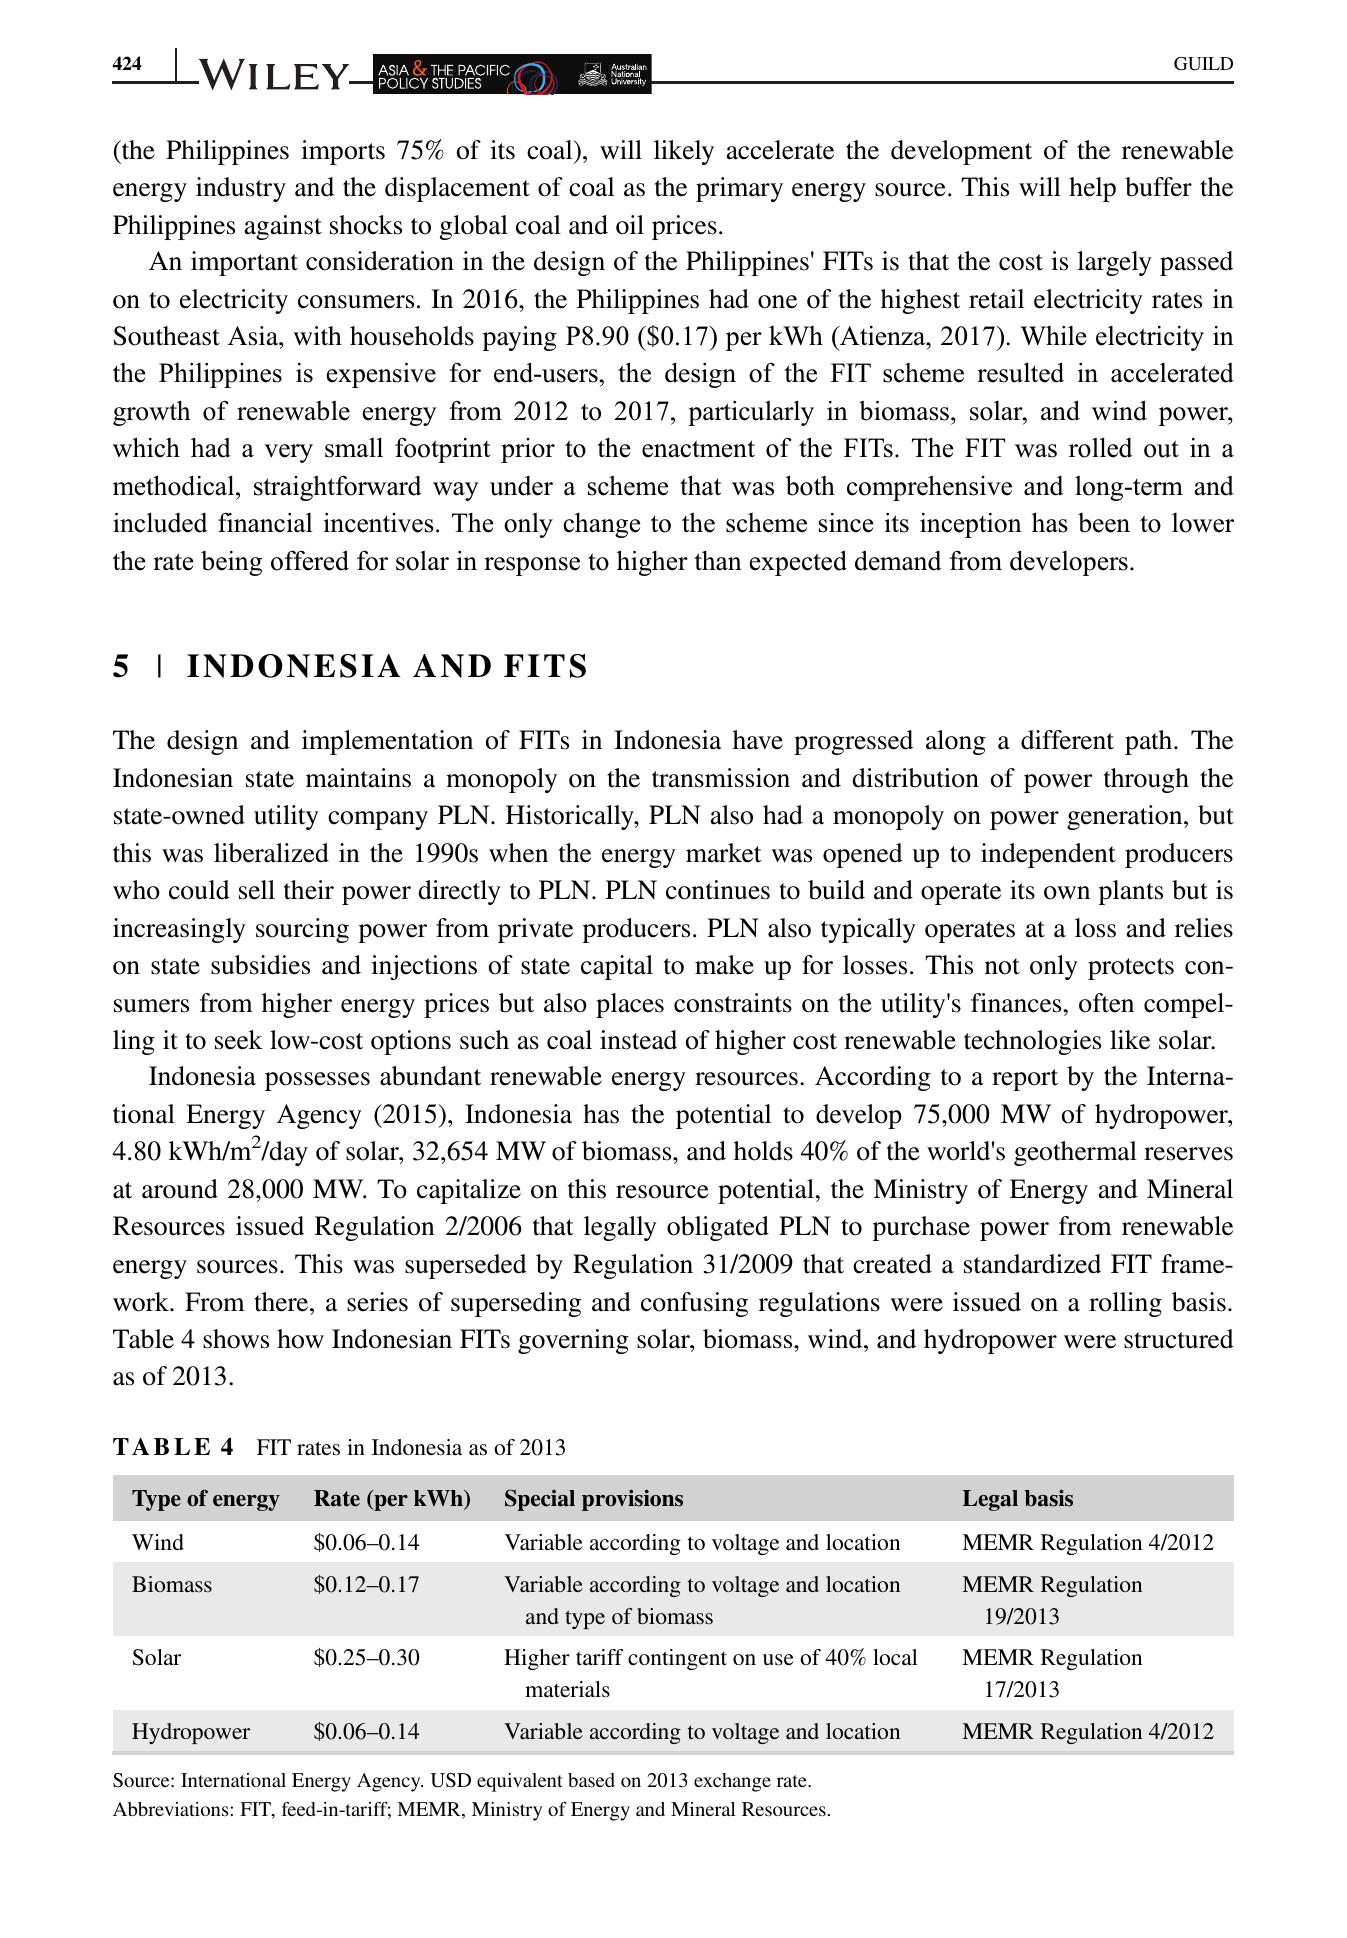 424
WILEY
ASIA & THE PACIFIC
POLICY STUDIES
Australian
National
University
GUILD
(the Philippines imports 75% of its coal), will likely accelerate the development of the renewable
energy industry and the displacement of coal as the primary energy source. This will help buffer the
Philippines against shocks to global coal and oil prices.
An important consideration in the design of the Philippines' FITs is that the cost is largely passed
on to electricity consumers. In 2016, the Philippines had one of the highest retail electricity rates in
Southeast Asia, with households paying P8.90 ($0.17) per kWh (Atienza, 2017). While electricity in
the Philippines is expensive for end-users, the design of the FIT scheme resulted in accelerated
growth of renewable energy from 2012 to 2017, particularly in biomass, solar, and wind power,
which had a very small footprint prior to the enactment of the FITs. The FIT was rolled out in a
methodical, straightforward way under a scheme that was both comprehensive and long-term and
included financial incentives. The only change to the scheme since its inception has been to lower
the rate being offered for solar in response to higher than expected demand from developers.
5 | INDONESIA AND FITS
The design and implementation of FITs in Indonesia have progressed along a different path. The
Indonesian state maintains a monopoly on the transmission and distribution of power through the
state-owned utility company PLN. Historically, PLN also had a monopoly on power generation, but
this was liberalized in the 1990s when the energy market was opened up to independent producers
who could sell their power directly to PLN. PLN continues to build and operate its own plants but is
increasingly sourcing power from private producers. PLN also typically operates at a loss and relies
on state subsidies and injections of state capital to make up for losses. This not only protects con-
sumers from higher energy prices but also places constraints on the utility's finances, often compel-
ling it to seek low-cost options such as coal instead of higher cost renewable technologies like solar.
Indonesia possesses abundant renewable energy resources. According to a report by the Interna-
tional Energy Agency (2015), Indonesia has the potential to develop 75,000 MW of hydropower,
4.80 kWh/m²/day of solar, 32,654 MW of biomass, and holds 40% of the world's geothermal reserves
at around 28,000 MW. To capitalize on this resource potential, the Ministry of Energy and Mineral
Resources issued Regulation 2/2006 that legally obligated PLN to purchase power from renewable
energy sources. This was superseded by Regulation 31/2009 that created a standardized FIT frame-
work. From there, a series of superseding and confusing regulations were issued on a rolling basis.
Table 4 shows how Indonesian FITs governing solar, biomass, wind, and hydropower were structured
as of 2013.
TABLE 4 FIT rates in Indonesia as of 2013
Type of energy Rate (per kWh) Special provisions Legal basis
Wind $0.06–0.14 Variable according to voltage and location MEMR Regulation 4/2012
Biomass $0.12–0.17 Variable according to voltage and location MEMR Regulation
and type of biomass 19/2013
Solar $0.25–0.30 Higher tariff contingent on use of 40% local MEMR Regulation
materials 17/2013
Hydropower $0.06–0.14 Variable according to voltage and location MEMR Regulation 4/2012
Source: International Energy Agency. USD equivalent based on 2013 exchange rate.
Abbreviations: FIT, feed-in-tariff; MEMR, Ministry of Energy and Mineral Resources.